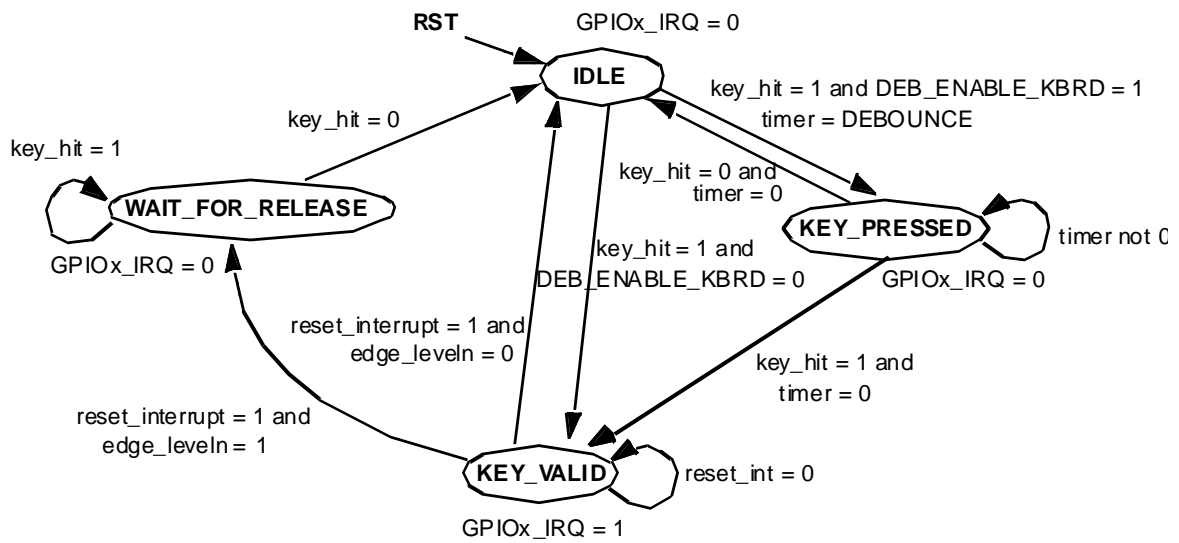 RST
GPIOx_IRQ = 0
IDLE
key_hit = 1 and DEB_ENABLE_KBRD = 1
timer = DEBOUNCE
key_hit = 0
key_hit = 1
key_hit = 0 and
timer = 0
WAIT_FOR_RELEASE
KEY_PRESSED
timer not 0
GPIOx_IRQ = 0
key_hit = 1 and
DEB_ENABLE_KBRD = 0
GPIOx_IRQ = 0
reset_interrupt = 1 and
edge_leveln = 0
key_hit = 1 and
timer = 0
reset_interrupt = 1 and
edge_leveln = 1
KEY_VALID
reset_int = 0
GPIOx_IRQ = 1